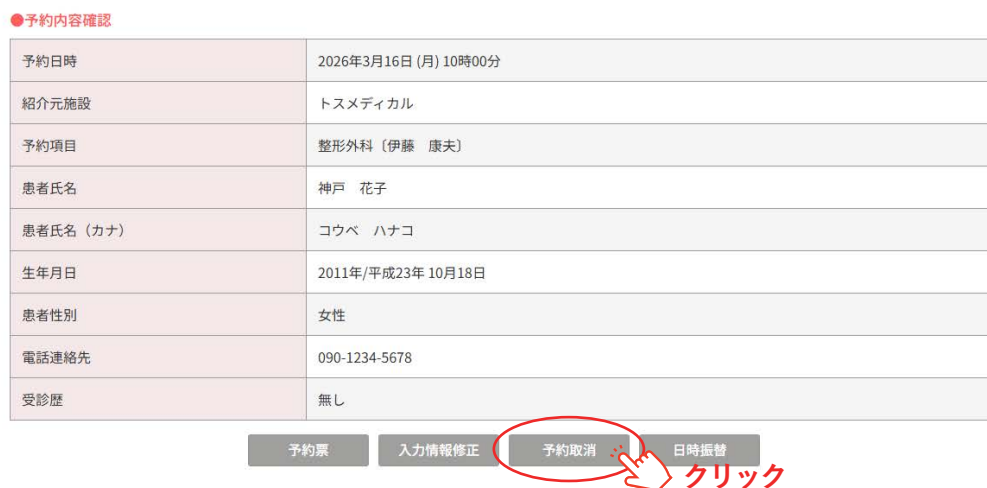 ●予約内容確認
予約日時 2026年3月16日 (月) 10時00分
紹介元施設 トスメディカル
予約項目 整形外科〔伊藤　康夫〕
患者氏名 神戸　花子
患者氏名（カナ） コウベ　ハナコ
生年月日 2011年/平成23年 10月18日
患者性別 女性
電話連絡先 090-1234-5678
受診歴 無し
予約票 入力情報修正 予約取消 日時振替
クリック